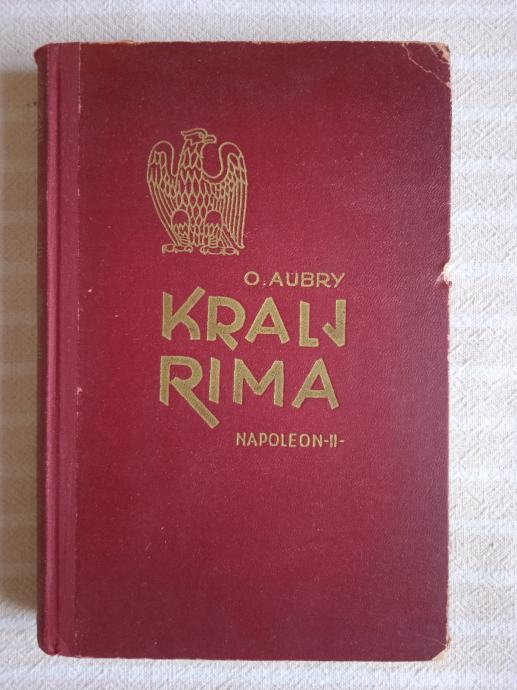 O. AUBRY
KRALJ
RIMA
NAPOLEON-II-